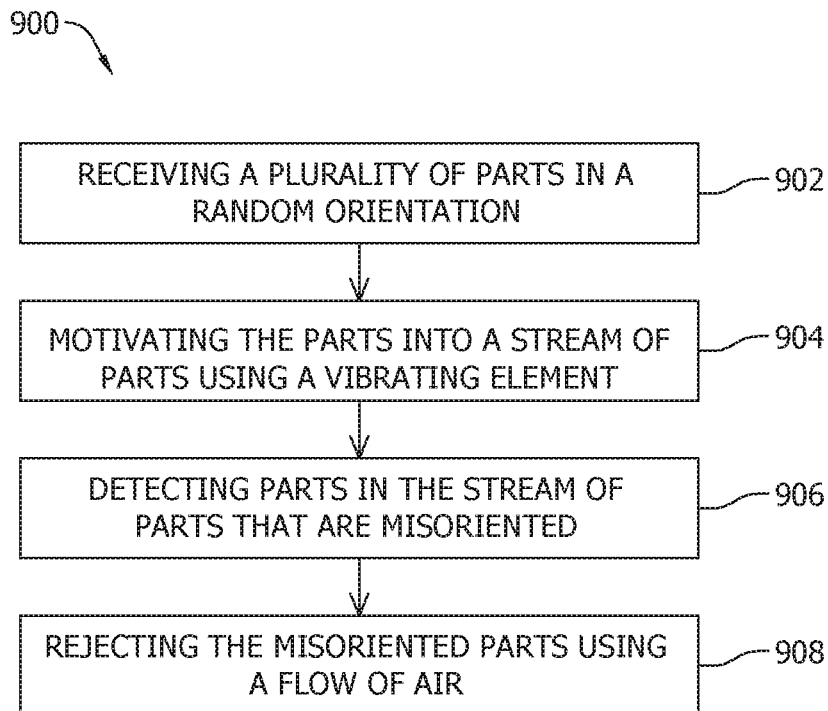 900
RECEIVING A PLURALITY OF PARTS IN A
RANDOM ORIENTATION
902
MOTIVATING THE PARTS INTO A STREAM OF
PARTS USING A VIBRATING ELEMENT
904
DETECTING PARTS IN THE STREAM OF
PARTS THAT ARE MISORIENTED
906
REJECTING THE MISORIENTED PARTS USING
A FLOW OF AIR
908